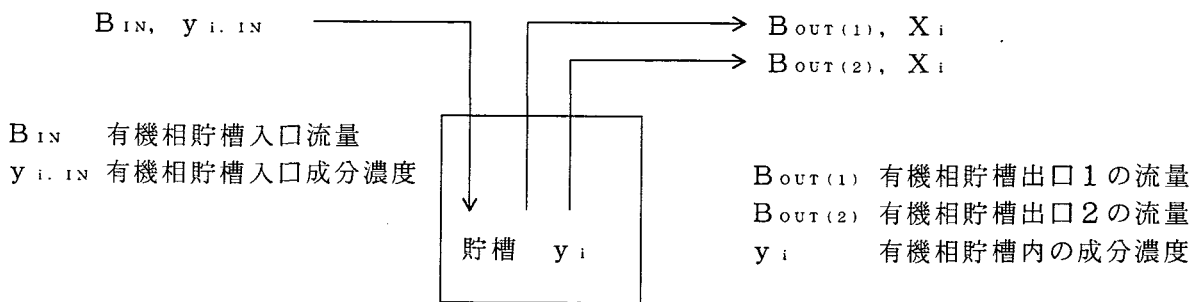 B IN, y i. IN
B OUT(1), X i
B OUT(2), X i
B IN 有機相貯槽入口流量
y i. IN 有機相貯槽入口成分濃度
B OUT(1) 有機相貯槽出口1の流量
B OUT(2) 有機相貯槽出口2の流量
y i 有機相貯槽内の成分濃度
貯槽 y i